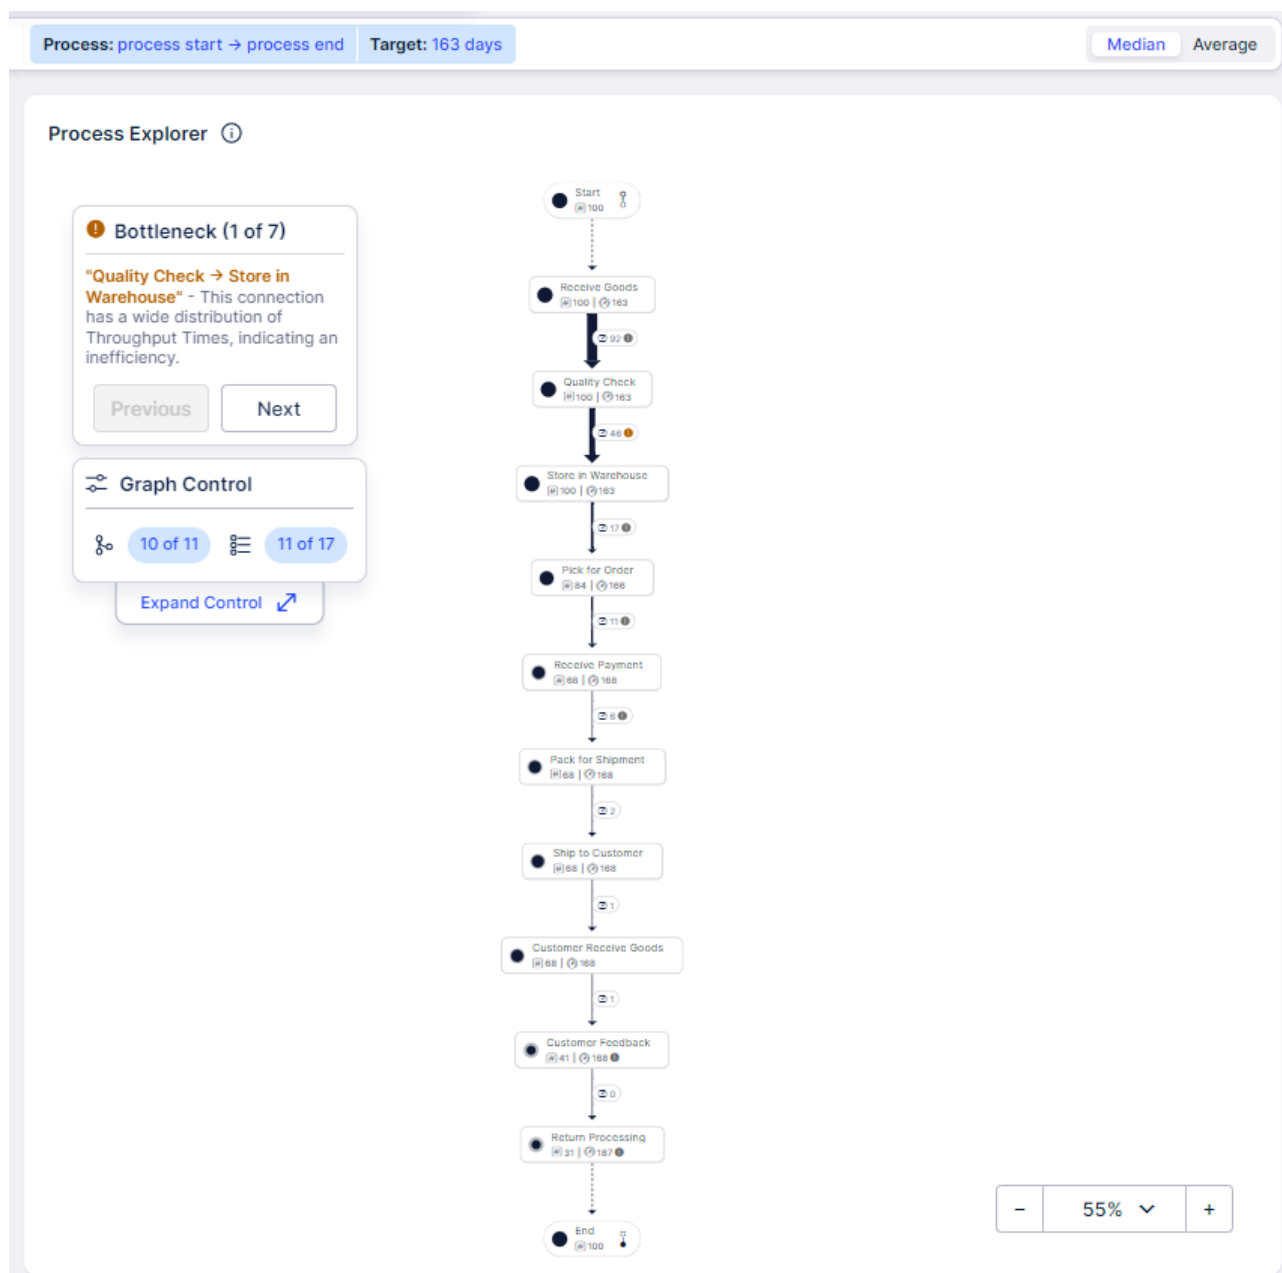 Process: process start → process end Target: 163 days
Median Average
Process Explorer
Bottleneck (1 of 7)
"Quality Check → Store in
Warehouse" - This connection
has a wide distribution of
Throughput Times, indicating an
inefficiency.
Previous Next
Graph Control
10 of 11 11 of 17
Expand Control
Start
100
Receive Goods
100 | 163
92
Quality Check
100 | 163
46
Store in Warehouse
100 | 163
17
Pick for Order
84 | 166
11
Receive Payment
68 | 168
6
Pack for Shipment
68 | 168
2
Ship to Customer
68 | 168
1
Customer Receive Goods
68 | 168
1
Customer Feedback
41 | 168
0
Return Processing
31 | 187
End
100
- 55% +